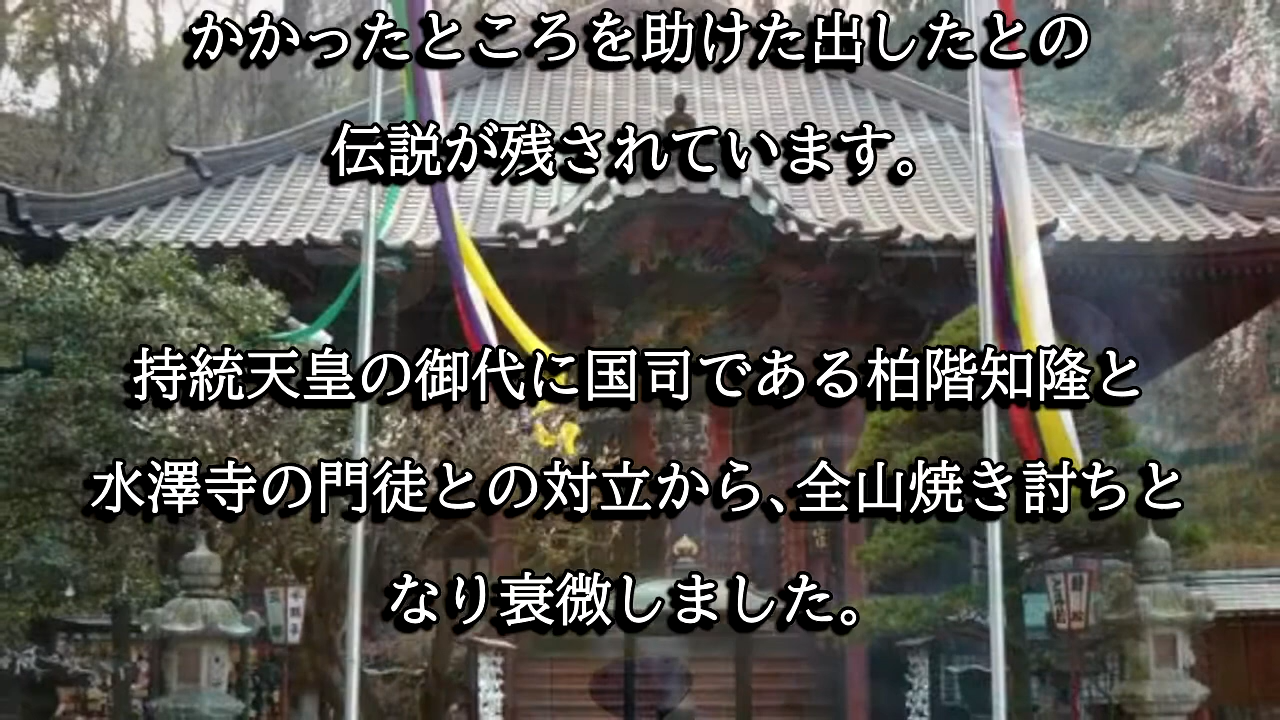 かかったところを助けた出したとの
伝説が残されています。
持統天皇の御代に国司である柏階知隆と
水澤寺の門徒との対立から、全山焼き討ちと
なり衰微しました。